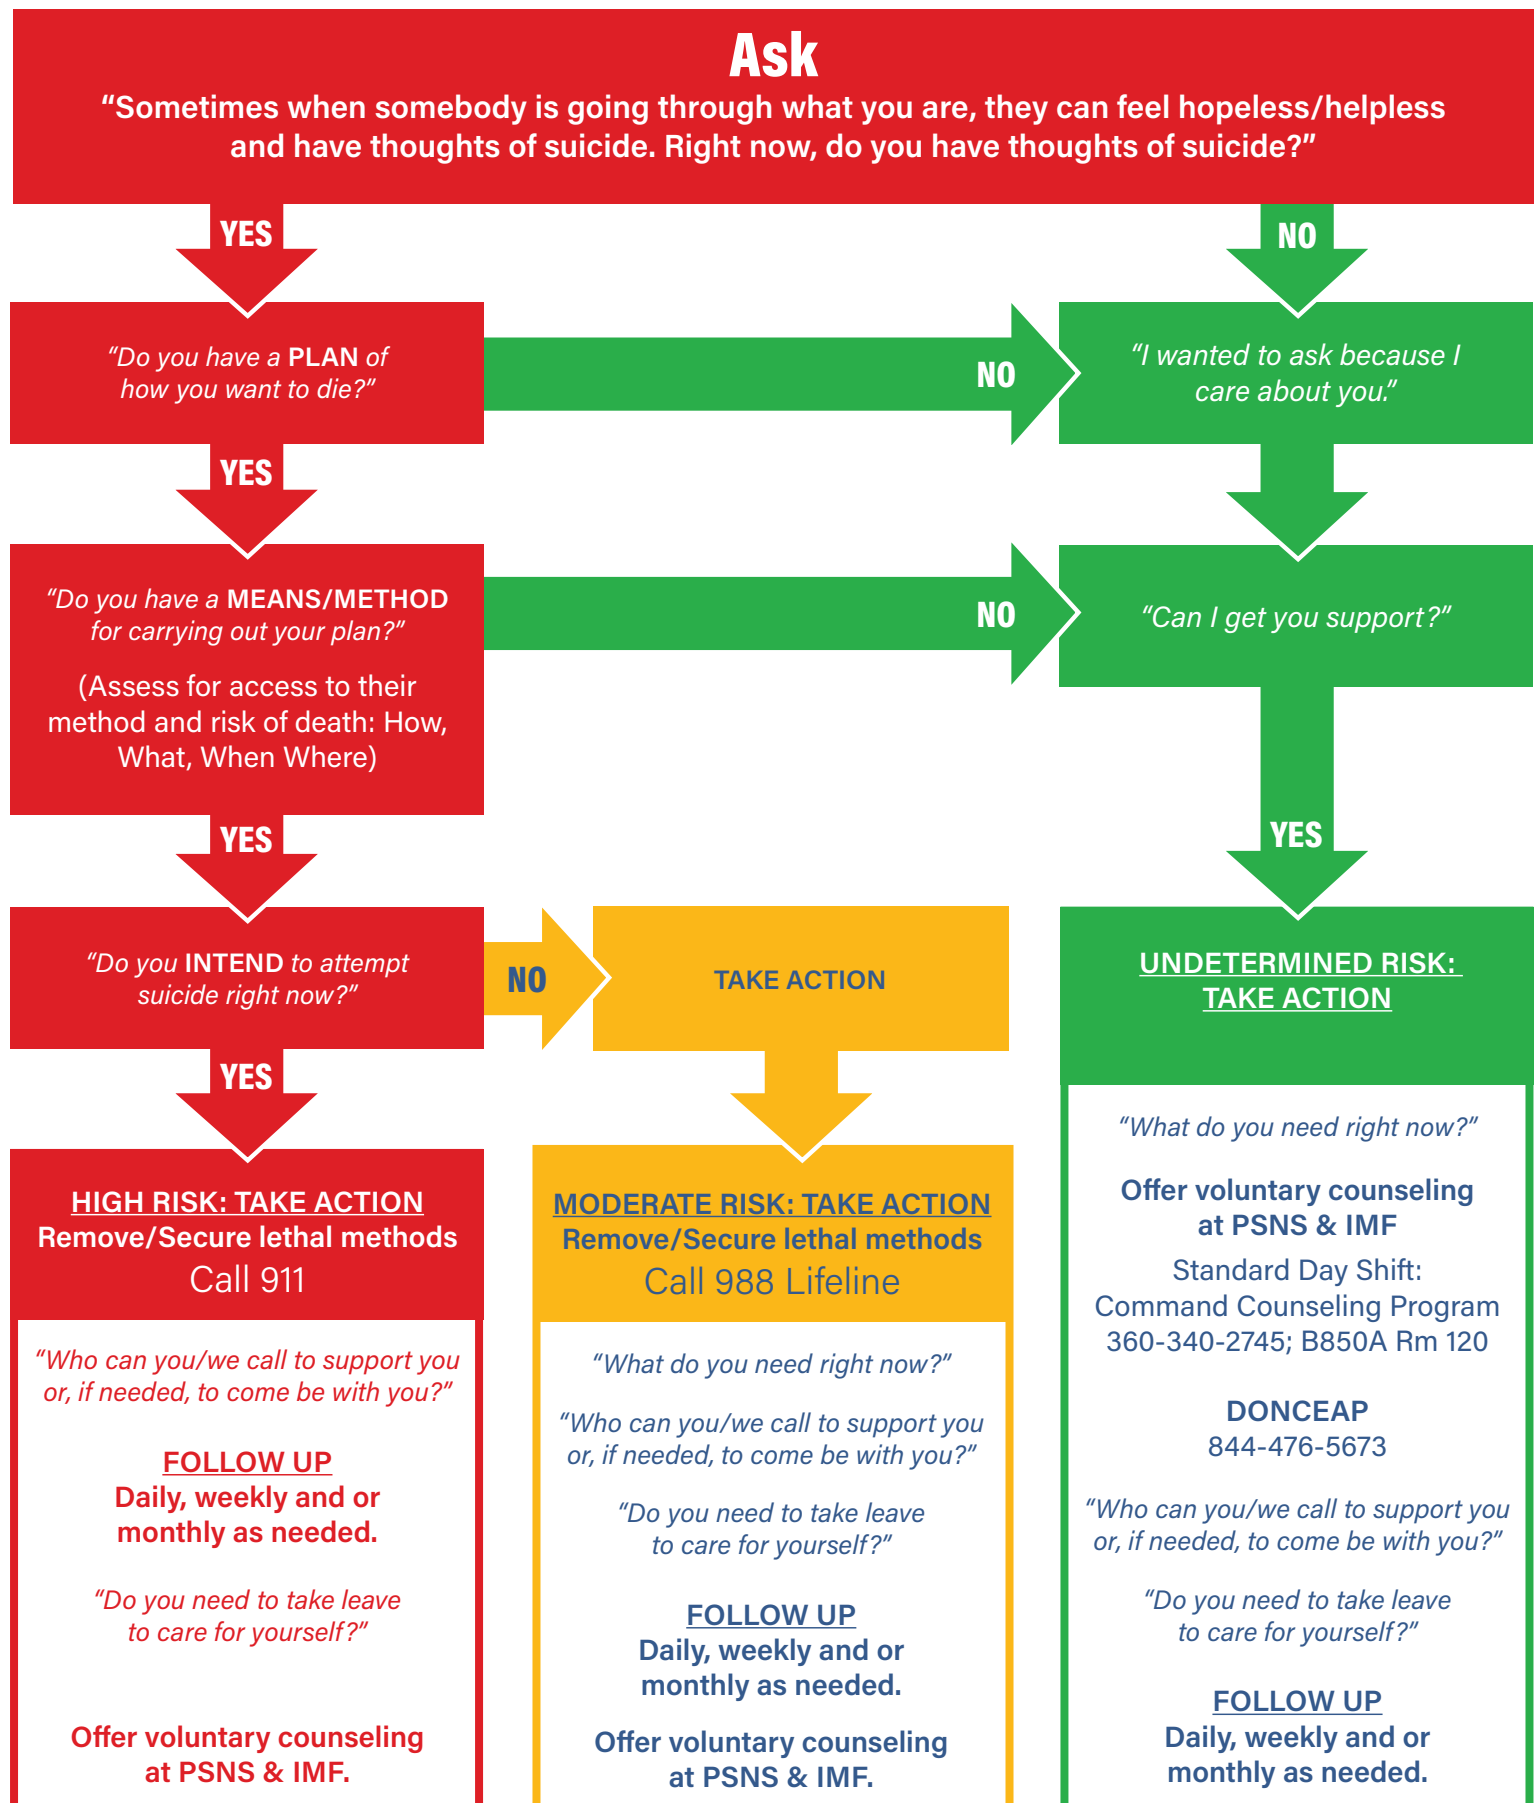 Ask
“Sometimes when somebody is going through what you are, they can feel hopeless/helpless
and have thoughts of suicide. Right now, do you have thoughts of suicide?”
YES
NO
“Do you have a PLAN of
how you want to die?”
NO
“I wanted to ask because I
care about you.”
YES
“Do you have a MEANS/METHOD
for carrying out your plan?”
(Assess for access to their
method and risk of death: How,
What, When Where)
NO
“Can I get you support?”
YES
YES
“Do you INTEND to attempt
suicide right now?”
NO
TAKE ACTION
UNDETERMINED RISK:
TAKE ACTION
YES
HIGH RISK: TAKE ACTION
Remove/Secure lethal methods
Call 911
“Who can you/we call to support you
or, if needed, to come be with you?”
FOLLOW UP
Daily, weekly and or
monthly as needed.
“Do you need to take leave
to care for yourself?”
Offer voluntary counseling
at PSNS & IMF.
MODERATE RISK: TAKE ACTION
Remove/Secure lethal methods
Call 988 Lifeline
“What do you need right now?”
“Who can you/we call to support you
or, if needed, to come be with you?”
“Do you need to take leave
to care for yourself?”
FOLLOW UP
Daily, weekly and or
monthly as needed.
Offer voluntary counseling
at PSNS & IMF.
“What do you need right now?”
Offer voluntary counseling
at PSNS & IMF
Standard Day Shift:
Command Counseling Program
360-340-2745; B850A Rm 120
DONCEAP
844-476-5673
“Who can you/we call to support you
or, if needed, to come be with you?”
“Do you need to take leave
to care for yourself?”
FOLLOW UP
Daily, weekly and or
monthly as needed.